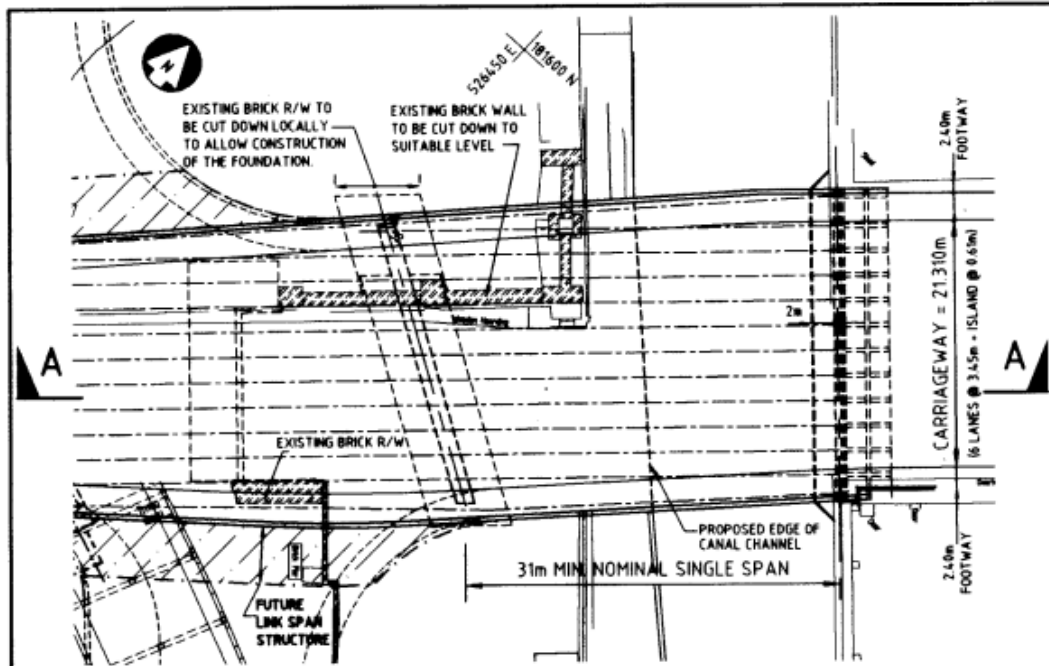 N
526450 E
181600 N
EXISTING BRICK R/W TO
BE CUT DOWN LOCALLY
TO ALLOW CONSTRUCTION
OF THE FOUNDATION.
EXISTING BRICK WALL
TO BE CUT DOWN TO
SUITABLE LEVEL
2.40m
FOOTWAY
2m
A
A
CARRIAGEWAY = 21.310m
(6 LANES @ 3.45m + ISLAND @ 0.61m)
EXISTING BRICK R/W
PROPOSED EDGE OF
CANAL CHANNEL
31m MIN. NOMINAL SINGLE SPAN
2.40m
FOOTWAY
FUTURE
LINK SPAN
STRUCTURE